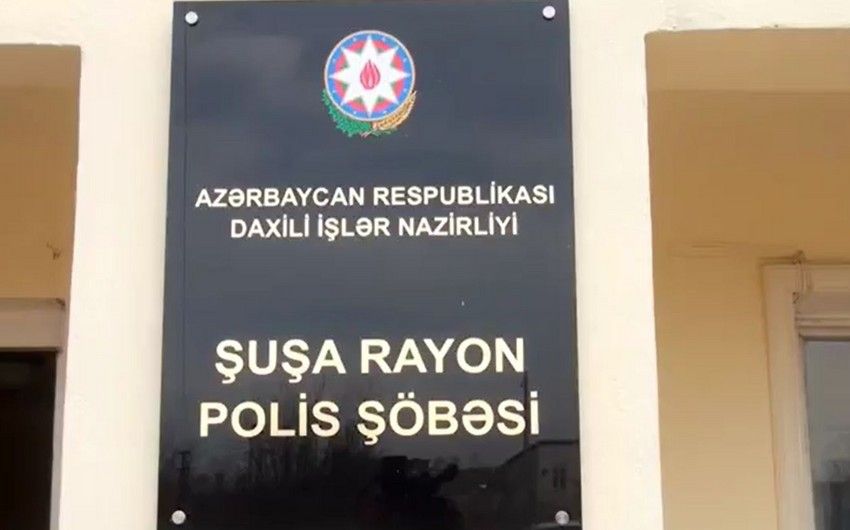 AZƏRBAYCAN RESPUBLİKASI
DAXİLİ İŞLƏR NAZİRLİYİ
ŞUŞA RAYON
POLİS ŞÖBƏSİ